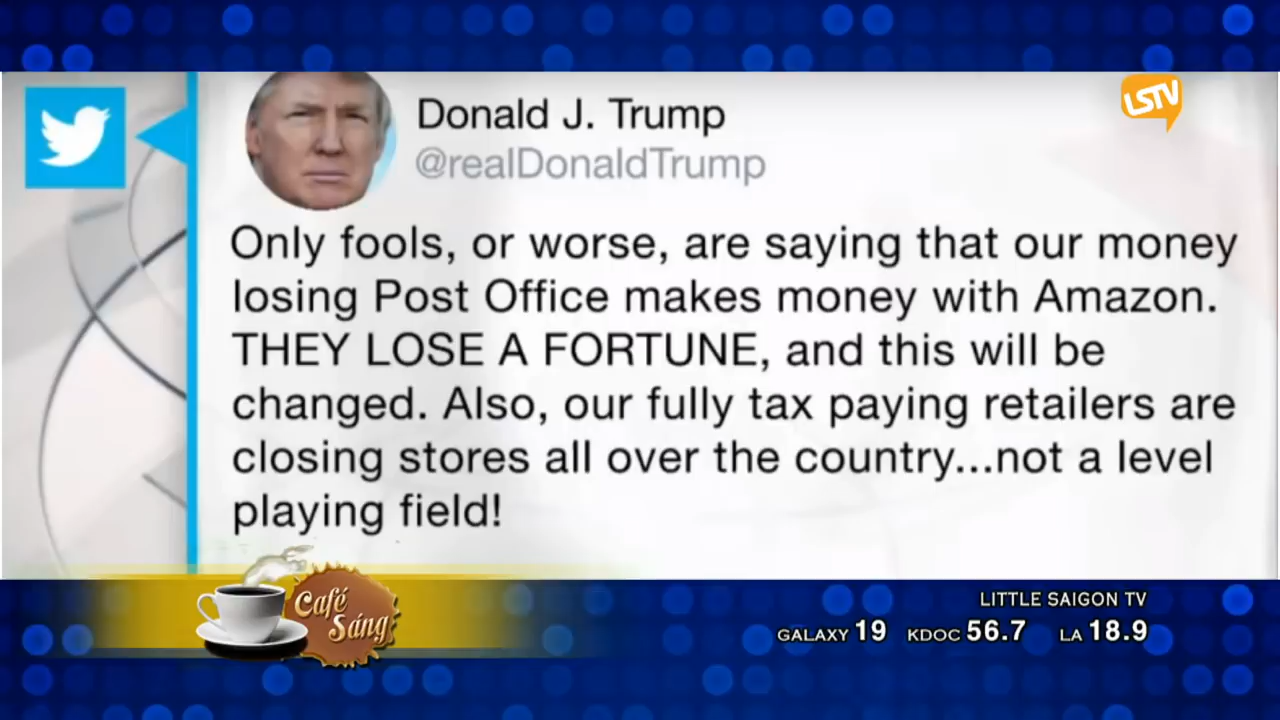 LSTV
Donald J. Trump
@realDonaldTrump
Only fools, or worse, are saying that our money
losing Post Office makes money with Amazon.
THEY LOSE A FORTUNE, and this will be
changed. Also, our fully tax paying retailers are
closing stores all over the country...not a level
playing field!
Café
Sáng
LITTLE SAIGON TV
GALAXY 19 KDOC 56.7 LA 18.9